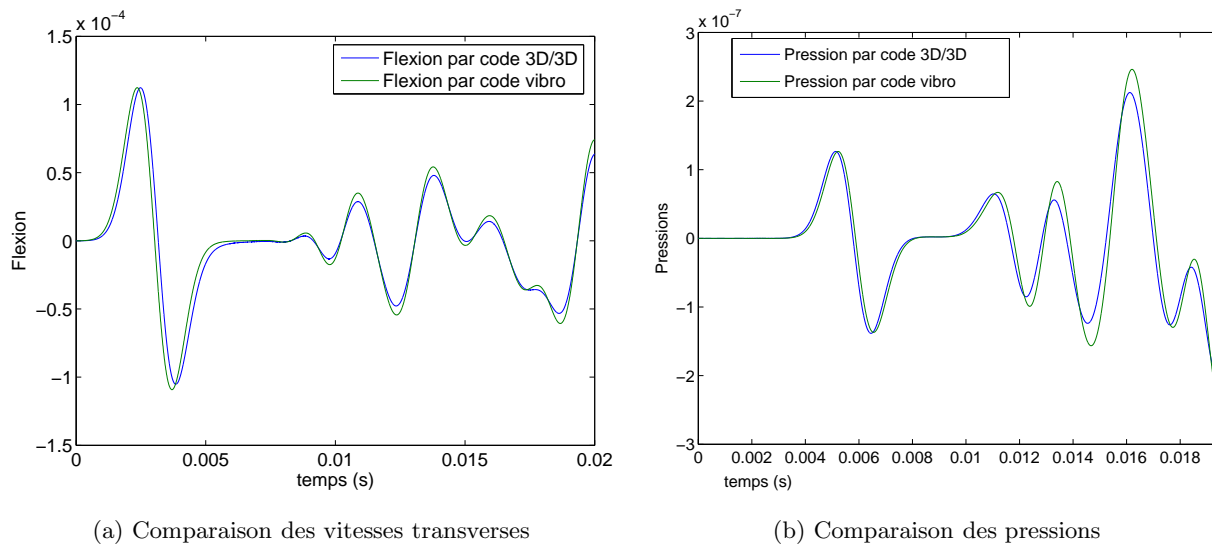 x 10⁻⁴
1.5
1
0.5
0
−0.5
−1
−1.5
Flexion
Flexion par code 3D/3D
Flexion par code vibro
0 0.005 0.01 0.015 0.02
temps (s)
(a) Comparaison des vitesses transverses
x 10⁻⁷
3
2
1
0
−1
−2
−3
Pressions
Pression par code 3D/3D
Pression par code vibro
0 0.002 0.004 0.006 0.008 0.01 0.012 0.014 0.016 0.018
temps (s)
(b) Comparaison des pressions